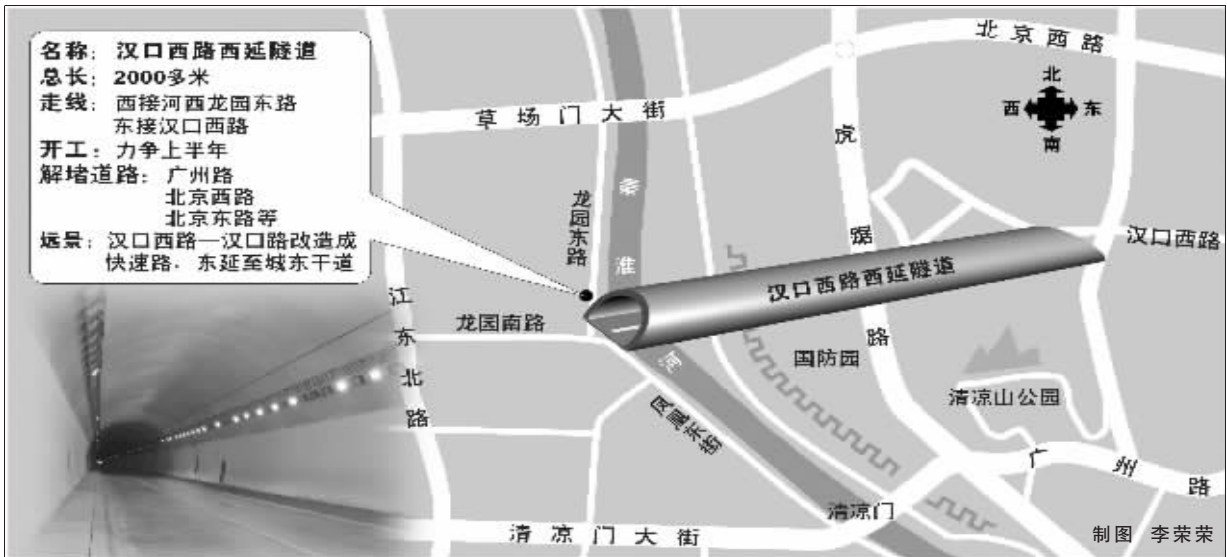 名称：汉口西路西延隧道
总长：2000多米
走线：西接河西龙园东路
东接汉口西路
开工：力争上半年
解堵道路：广州路
北京西路
北京东路等
远景：汉口西路—汉口路改造成
快速路．东延至城东干道
北京西路
北
西 东
南
草场门大街
虎踞路
龙园东路
秦淮河
汉口西路
汉口西路西延隧道
江东北路
龙园南路
国防园
清凉山公园
凤凰东街
广州路
清凉门
清凉门大街
制图 李荣荣